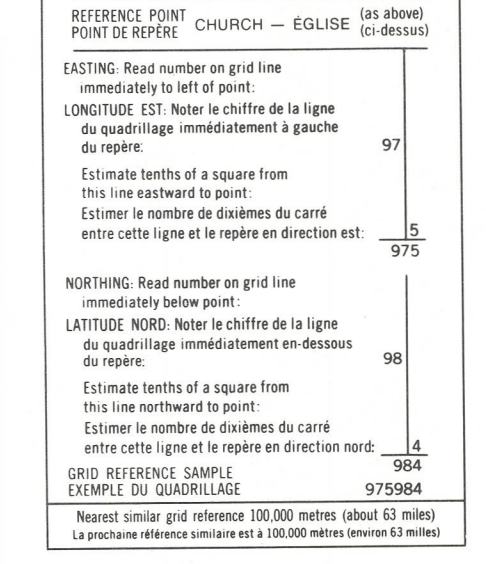 REFERENCE POINT CHURCH — ÉGLISE (as above)
POINT DE REPÈRE (ci-dessus)
EASTING: Read number on grid line
immediately to left of point:
LONGITUDE EST: Noter le chiffre de la ligne
du quadrillage immédiatement à gauche
du repère: 97
Estimate tenths of a square from
this line eastward to point:
Estimer le nombre de dixièmes du carré
entre cette ligne et le repère en direction est: 5
975
NORTHING: Read number on grid line
immediately below point:
LATITUDE NORD: Noter le chiffre de la ligne
du quadrillage immédiatement en-dessous
du repère: 98
Estimate tenths of a square from
this line northward to point:
Estimer le nombre de dixièmes du carré
entre cette ligne et le repère en direction nord: 4
984
GRID REFERENCE SAMPLE
EXEMPLE DU QUADRILLAGE 975984
Nearest similar grid reference 100,000 metres (about 63 miles)
La prochaine référence similaire est à 100,000 mètres (environ 63 milles)